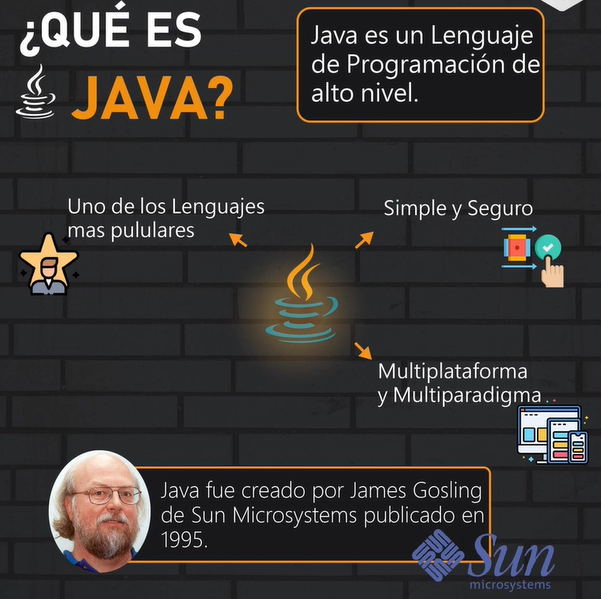 ¿QUÉ ES
JAVA?
Java es un Lenguaje
de Programación de
alto nivel.
Uno de los Lenguajes
mas pululares
Simple y Seguro
Multiplataforma
y Multiparadigma..
Java fue creado por James Gosling
de Sun Microsystems publicado en
1995.
Sun
microsystems